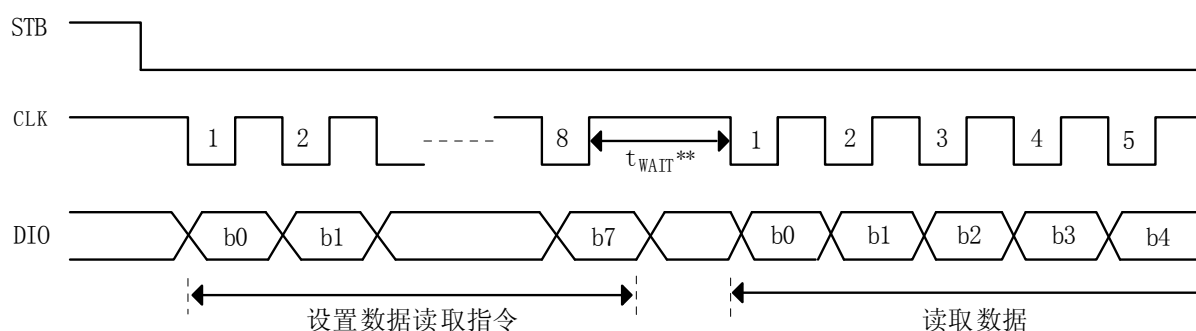 STB
CLK 1 2 8 1 2 3 4 5
tWAIT**
DIO b0 b1 b7 b0 b1 b2 b3 b4
设置数据读取指令 读取数据